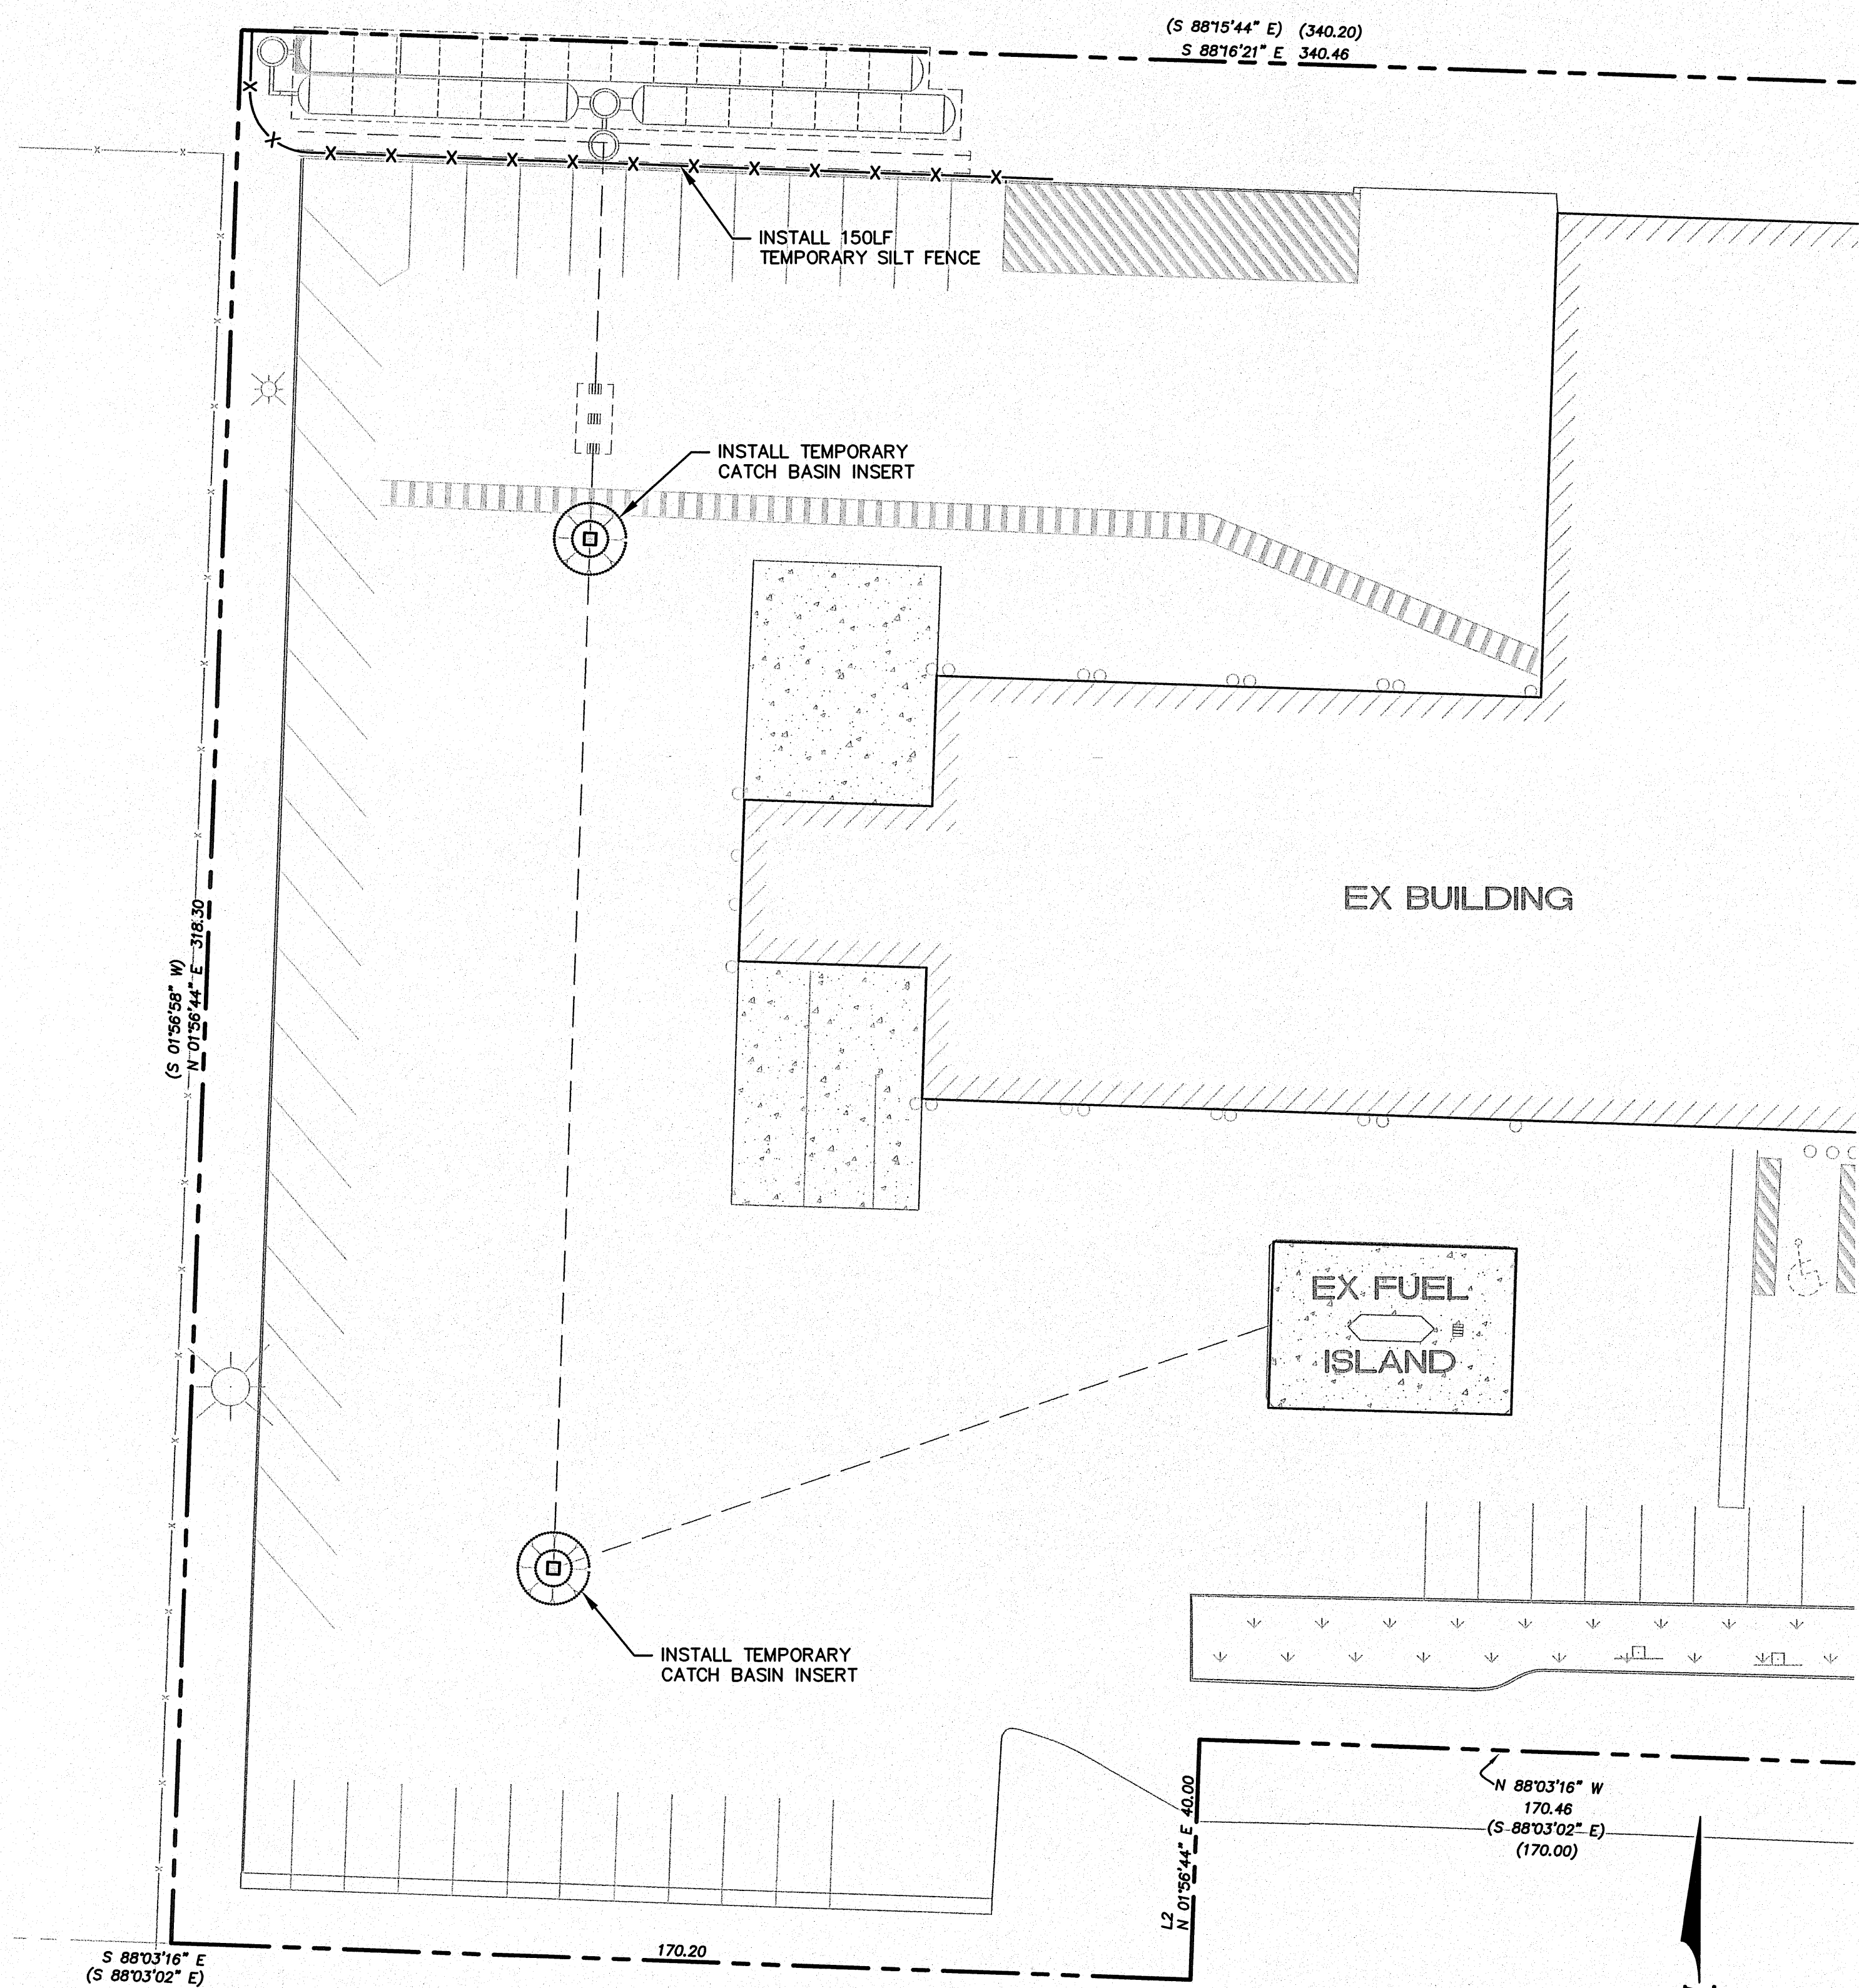 (S 88°15'44" E) (340.20)
S 88°16'21" E 340.46
INSTALL 150LF
TEMPORARY SILT FENCE
INSTALL TEMPORARY
CATCH BASIN INSERT
EX BUILDING
(S 01°56'58" W)
N 01°56'44" E 318.30
EX FUEL
ISLAND
INSTALL TEMPORARY
CATCH BASIN INSERT
L2
N 01°56'44" E 40.00
N 88°03'16" W
170.46
(S 88°03'02" E)
(170.00)
170.20
S 88°03'16" E
(S 88°03'02" E)